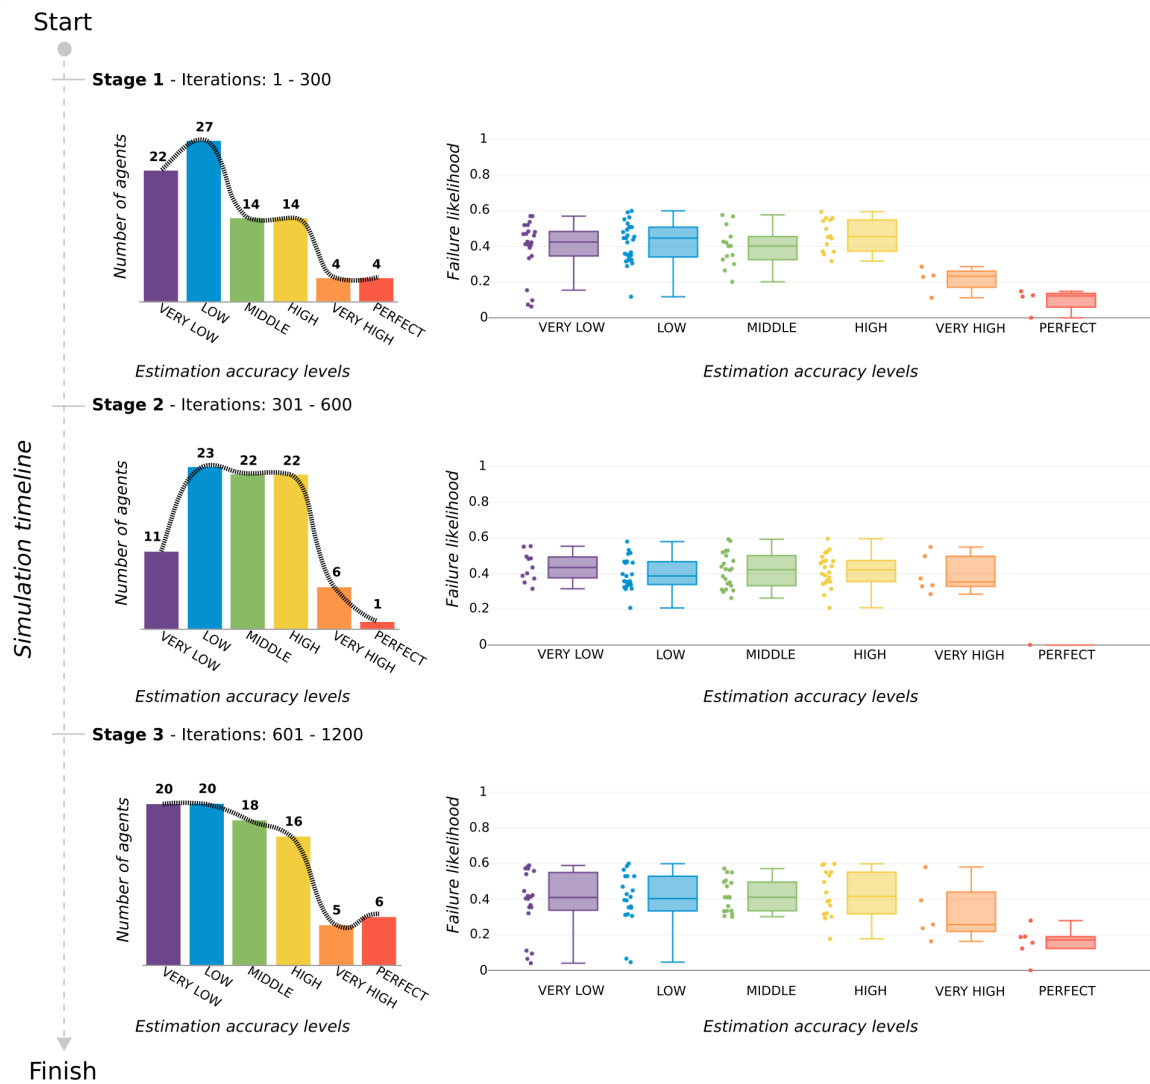 Start
Simulation timeline
Stage 1 - Iterations: 1 - 300
Number of agents
22
27
14
14
4
4
VERY LOW
LOW
MIDDLE
HIGH
VERY HIGH
PERFECT
Estimation accuracy levels
Failure likelihood
1
0.8
0.6
0.4
0.2
0
VERY LOW
LOW
MIDDLE
HIGH
VERY HIGH
PERFECT
Estimation accuracy levels
Stage 2 - Iterations: 301 - 600
Number of agents
11
23
22
22
6
1
VERY LOW
LOW
MIDDLE
HIGH
VERY HIGH
PERFECT
Estimation accuracy levels
Failure likelihood
1
0.8
0.6
0.4
0.2
0
VERY LOW
LOW
MIDDLE
HIGH
VERY HIGH
PERFECT
Estimation accuracy levels
Stage 3 - Iterations: 601 - 1200
Number of agents
20
20
18
16
5
6
VERY LOW
LOW
MIDDLE
HIGH
VERY HIGH
PERFECT
Estimation accuracy levels
Failure likelihood
1
0.8
0.6
0.4
0.2
0
VERY LOW
LOW
MIDDLE
HIGH
VERY HIGH
PERFECT
Estimation accuracy levels
Finish